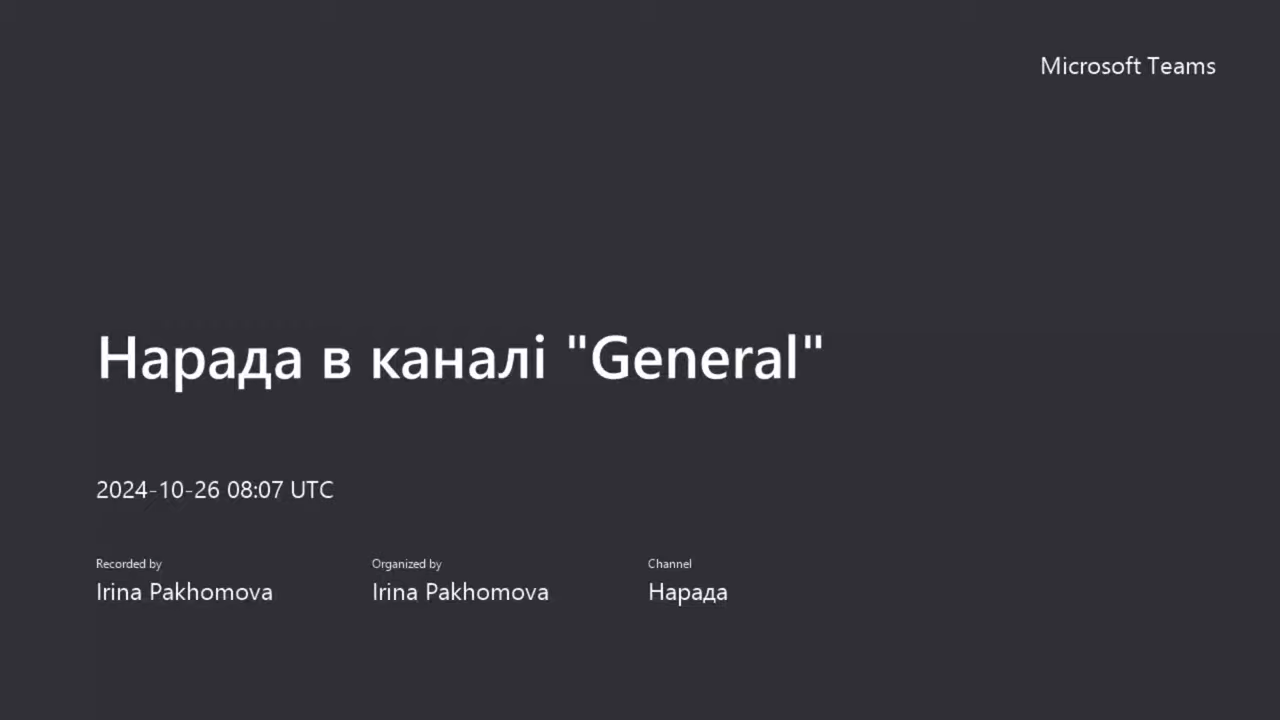 Microsoft Teams
Нарада в каналі "General"
2024-10-26 08:07 UTC
Recorded by
Irina Pakhomova
Organized by
Irina Pakhomova
Channel
Нарада